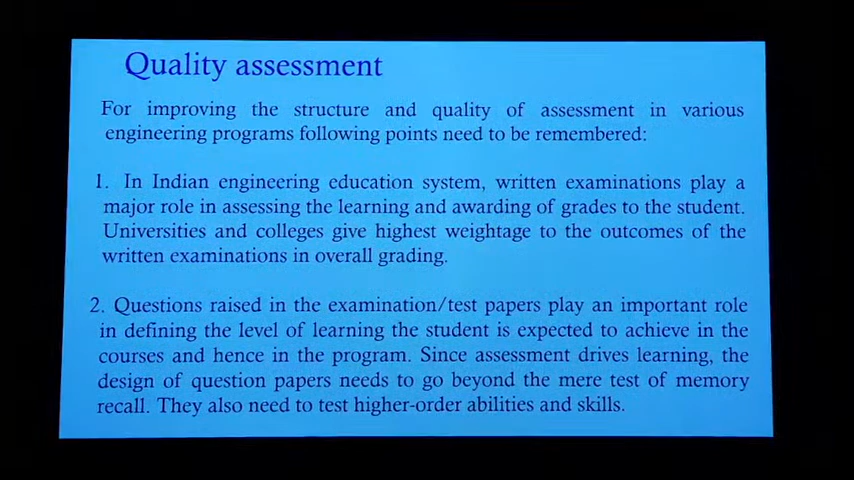 Quality assessment
For improving the structure and quality of assessment in various
engineering programs following points need to be remembered:
1. In Indian engineering education system, written examinations play a
major role in assessing the learning and awarding of grades to the student.
Universities and colleges give highest weightage to the outcomes of the
written examinations in overall grading.
2. Questions raised in the examination/test papers play an important role
in defining the level of learning the student is expected to achieve in the
courses and hence in the program. Since assessment drives learning, the
design of question papers needs to go beyond the mere test of memory
recall. They also need to test higher-order abilities and skills.